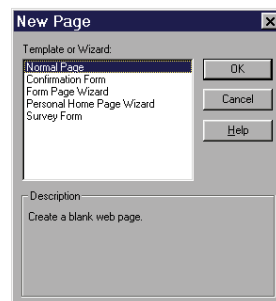 New Page
Template or Wizard:
Normal Page
Confirmation Form
Form Page Wizard
Personal Home Page Wizard
Survey Form
OK
Cancel
Help
Description
Create a blank web page.